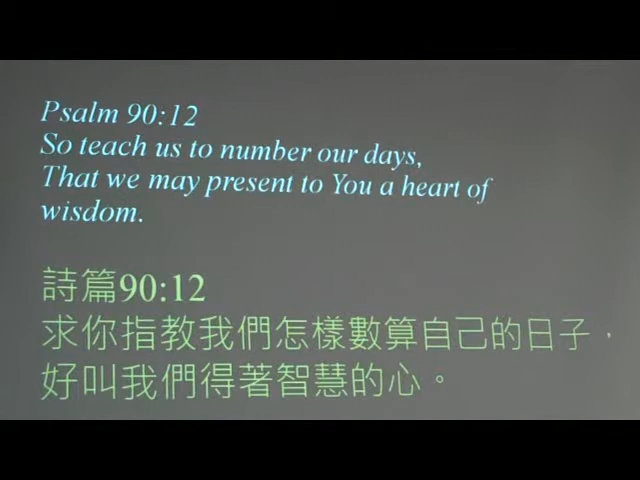 Psalm 90:12
So teach us to number our days,
That we may present to You a heart of
wisdom.
詩篇90:12
求你指教我們怎樣數算自己的日子，
好叫我們得著智慧的心。